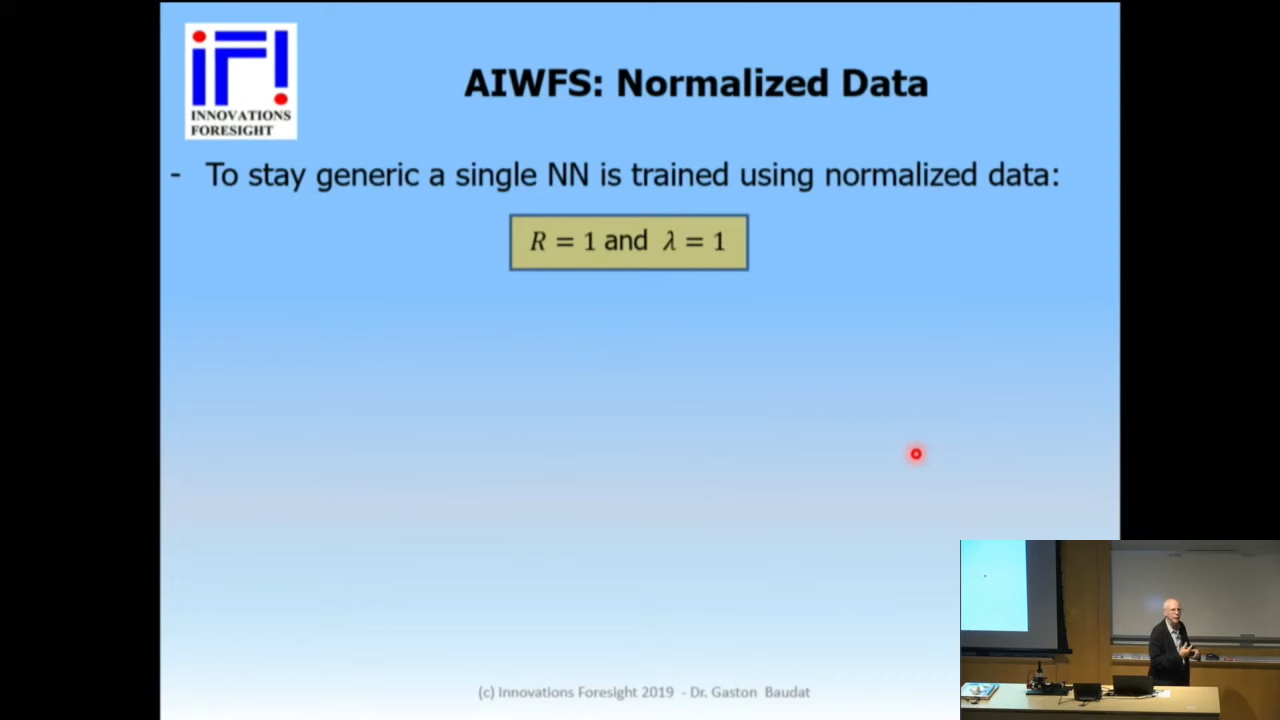 iF!
INNOVATIONS
FORESIGHT
AIWFS: Normalized Data
- To stay generic a single NN is trained using normalized data:
R = 1 and λ = 1
(c) Innovations Foresight 2019 - Dr. Gaston Baudat